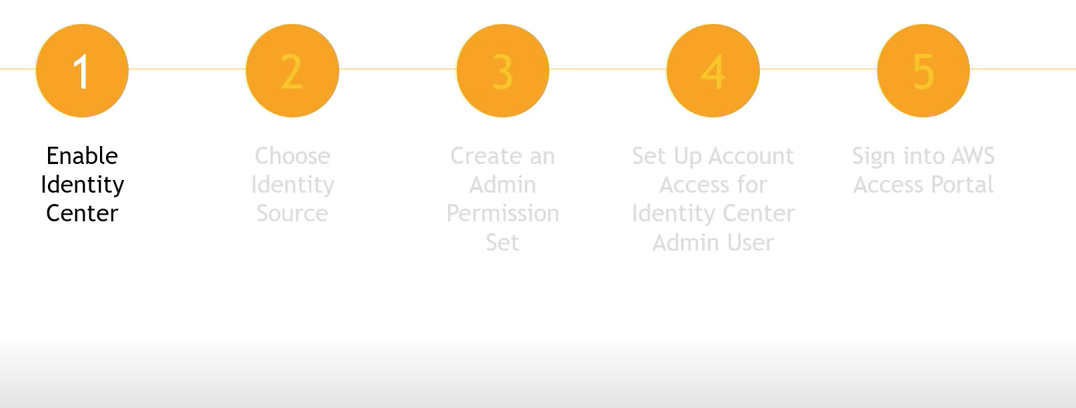 1
Enable
Identity
Center
2
Choose
Identity
Source
3
Create an
Admin
Permission
Set
4
Set Up Account
Access for
Identity Center
Admin User
5
Sign into AWS
Access Portal